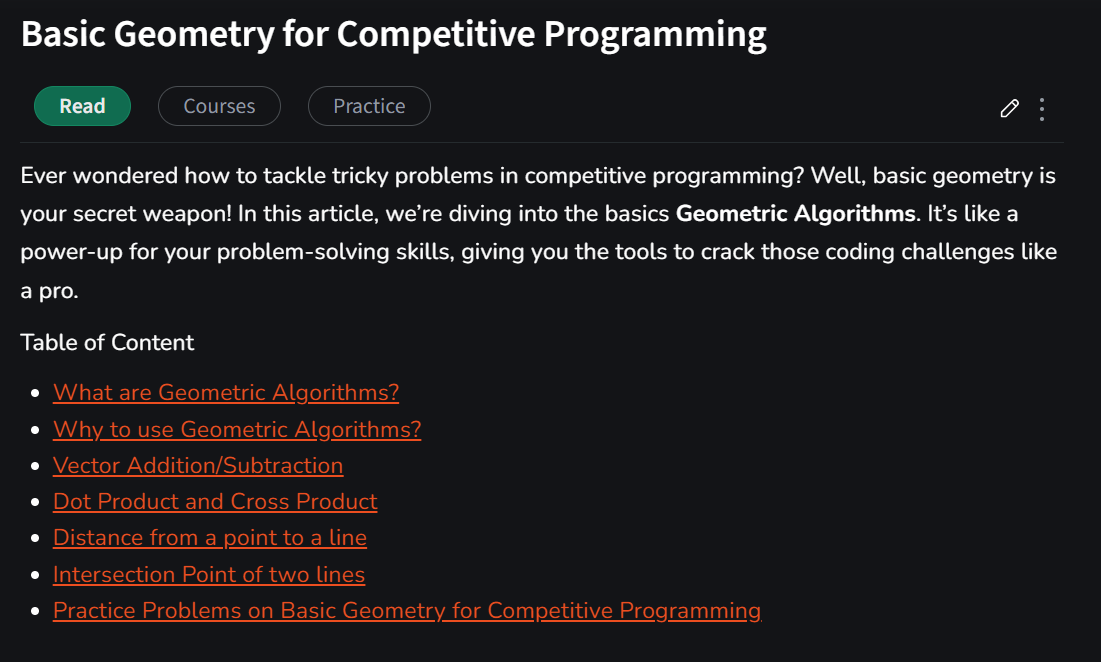 Basic Geometry for Competitive Programming
Read
Courses
Practice
Ever wondered how to tackle tricky problems in competitive programming? Well, basic geometry is
your secret weapon! In this article, we’re diving into the basics Geometric Algorithms. It’s like a
power-up for your problem-solving skills, giving you the tools to crack those coding challenges like
a pro.
Table of Content
What are Geometric Algorithms?
Why to use Geometric Algorithms?
Vector Addition/Subtraction
Dot Product and Cross Product
Distance from a point to a line
Intersection Point of two lines
Practice Problems on Basic Geometry for Competitive Programming